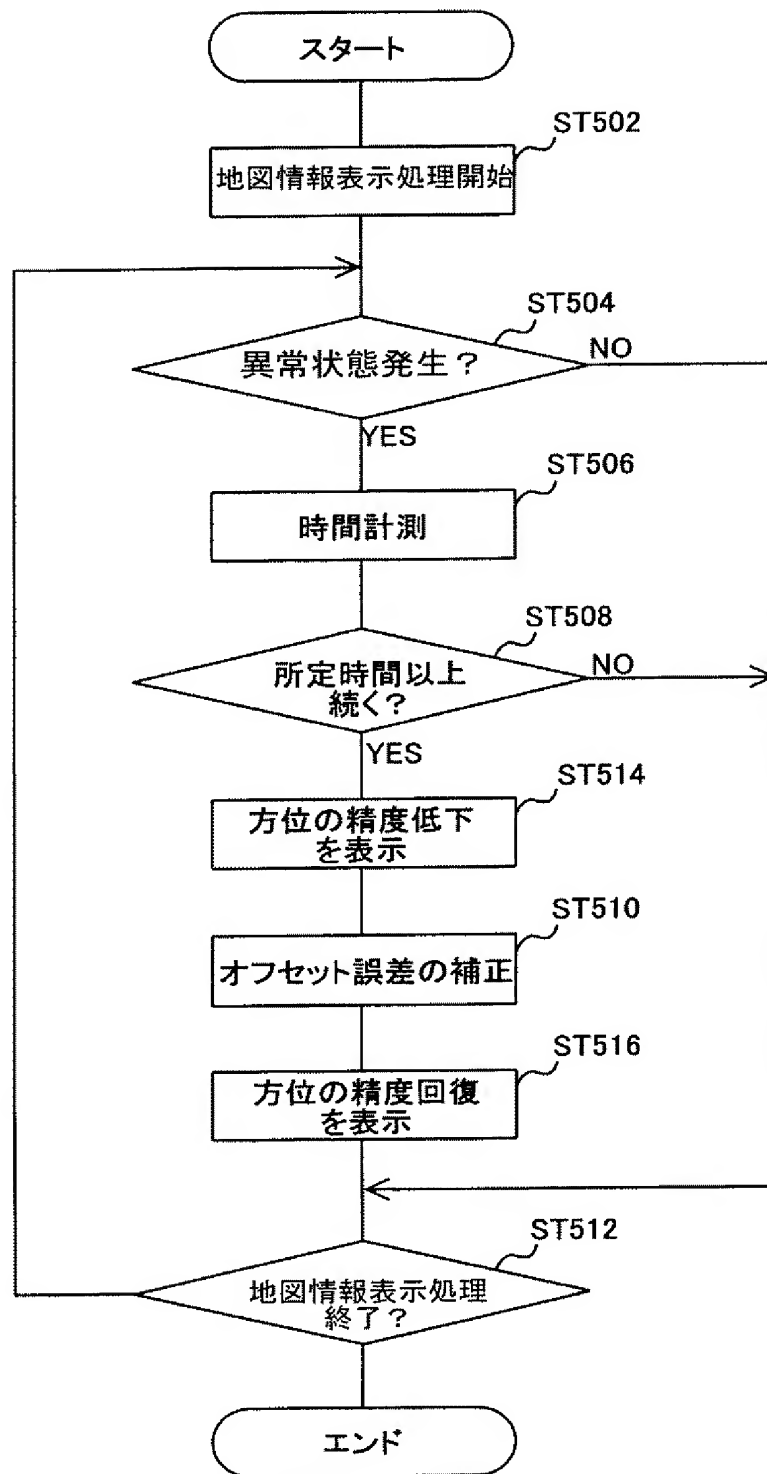 スタート
ST502
地図情報表示処理開始
ST504
異常状態発生？
NO
YES
ST506
時間計測
ST508
所定時間以上
続く？
NO
YES
ST514
方位の精度低下
を表示
ST510
オフセット誤差の補正
ST516
方位の精度回復
を表示
ST512
地図情報表示処理
終了？
エンド